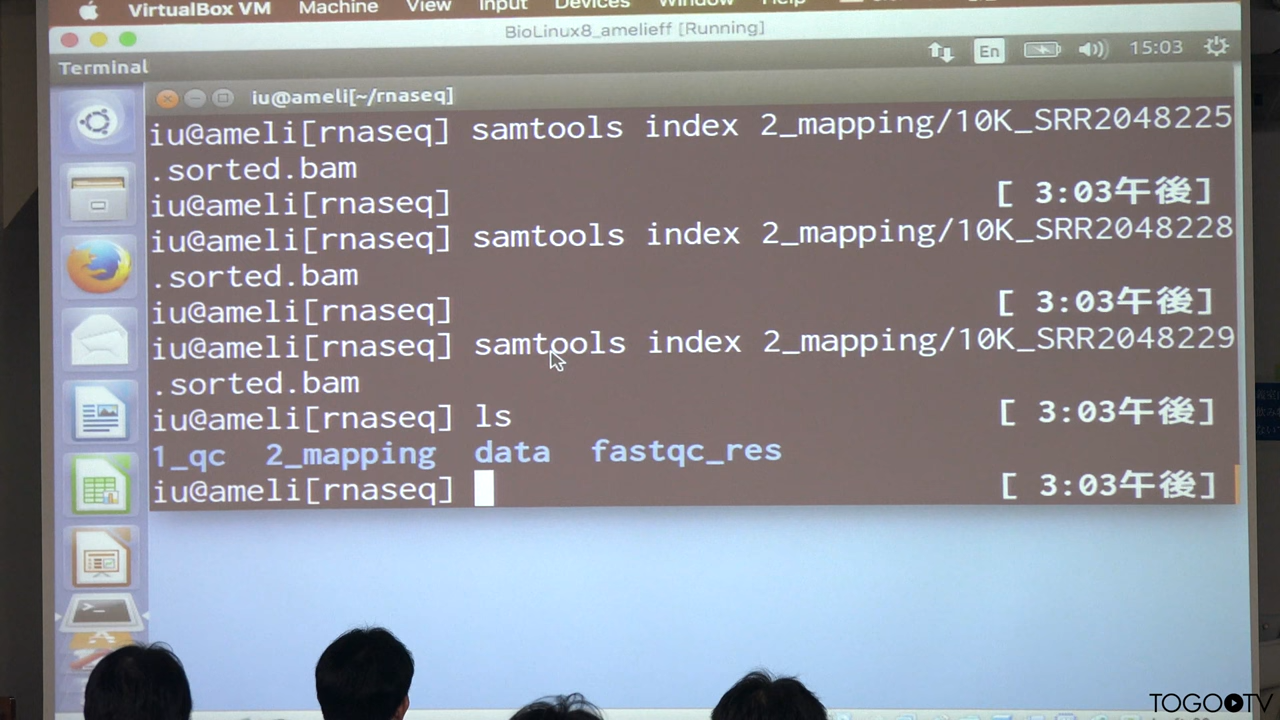 VirtualBox VM Machine View Input Devices Window Help
BioLinux8_amelieff [Running]
Terminal En 15:03
iu@ameli[~/rnaseq]
iu@ameli[rnaseq] samtools index 2_mapping/10K_SRR2048225
.sorted.bam
iu@ameli[rnaseq] [ 3:03午後]
iu@ameli[rnaseq] samtools index 2_mapping/10K_SRR2048228
.sorted.bam
iu@ameli[rnaseq] [ 3:03午後]
iu@ameli[rnaseq] samtools index 2_mapping/10K_SRR2048229
.sorted.bam
iu@ameli[rnaseq] ls [ 3:03午後]
1_qc 2_mapping data fastqc_res
iu@ameli[rnaseq] [ 3:03午後]
TOGOTV